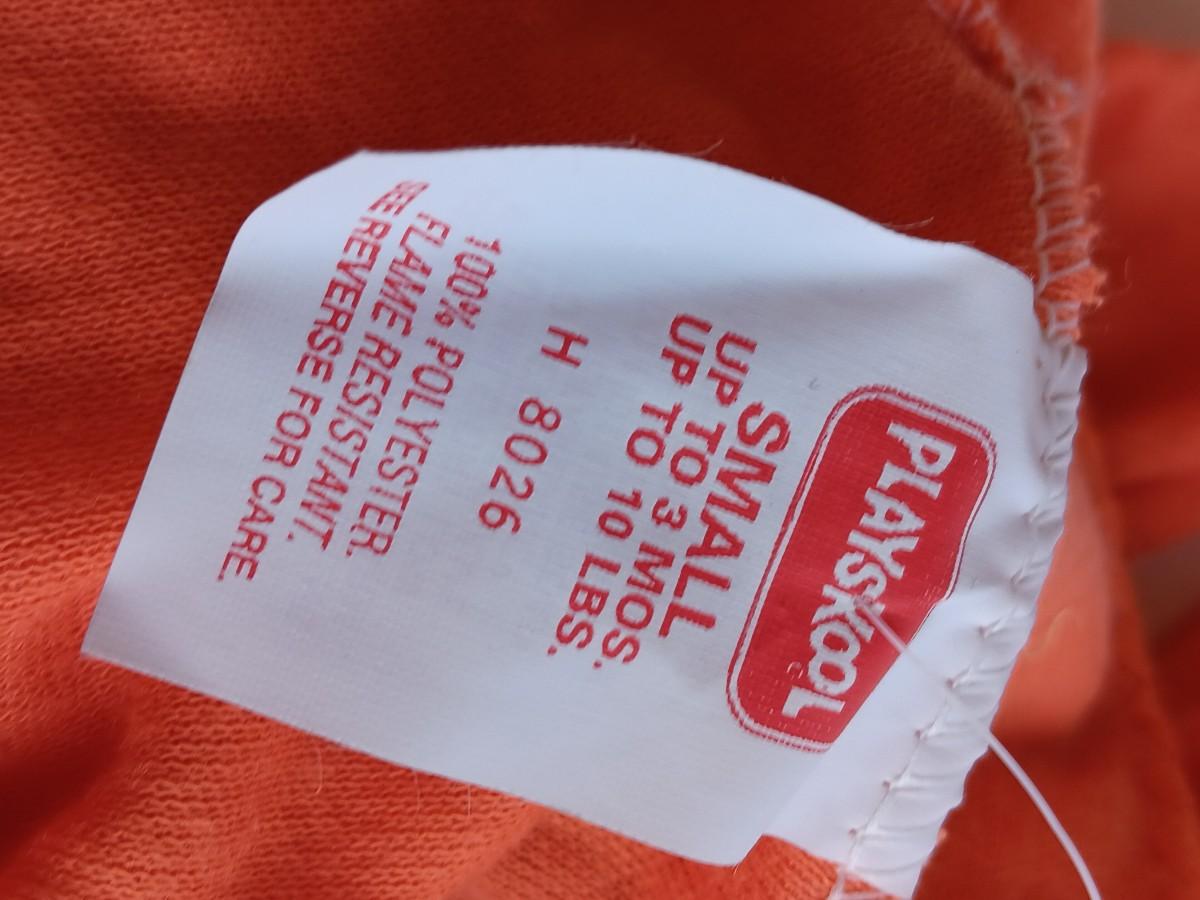 PLAYSKOOL
SMALL
UP TO 3 MOS.
UP TO 10 LBS.
H 8026
100% POLYESTER.
FLAME RESISTANT.
SEE REVERSE FOR CARE.